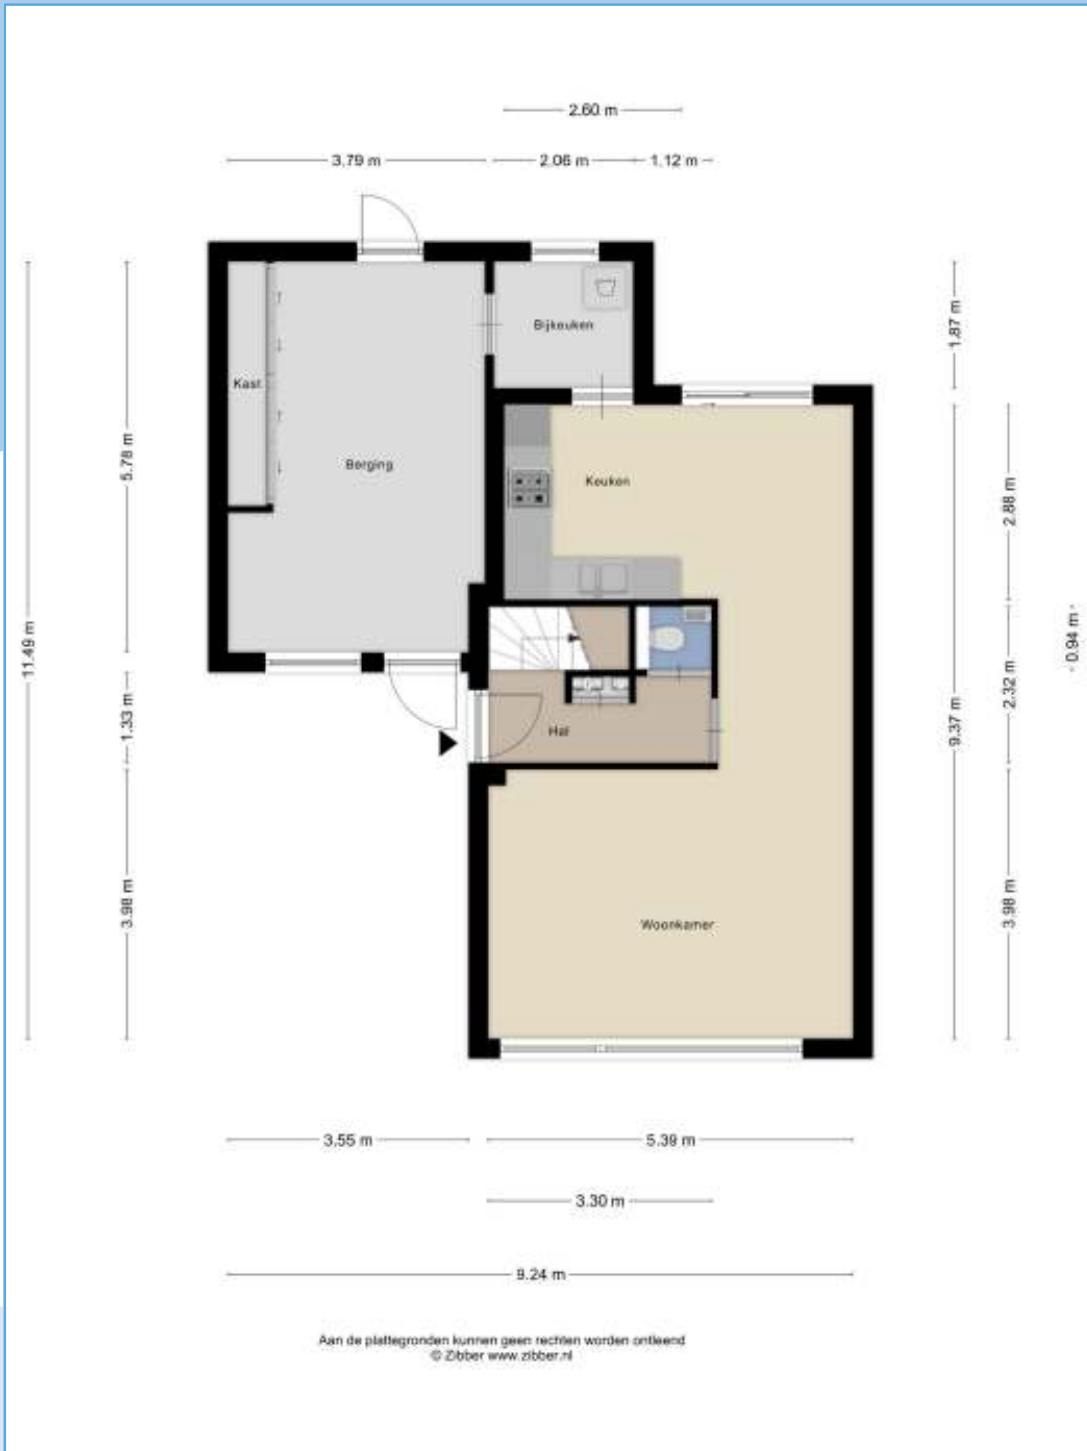 2.60 m
3.79 m
2.06 m
1.12 m
Bijkeuken
1.87 m
Kast
Berging
5.78 m
Keuken
2.88 m
11.49 m
0.94 m
2.32 m
1.33 m
9.37 m
Hal
3.98 m
Woonkamer
3.98 m
3.55 m
5.39 m
3.30 m
9.24 m
Aan de plattegronden kunnen geen rechten worden ontleend
© Zibber www.zibber.nl